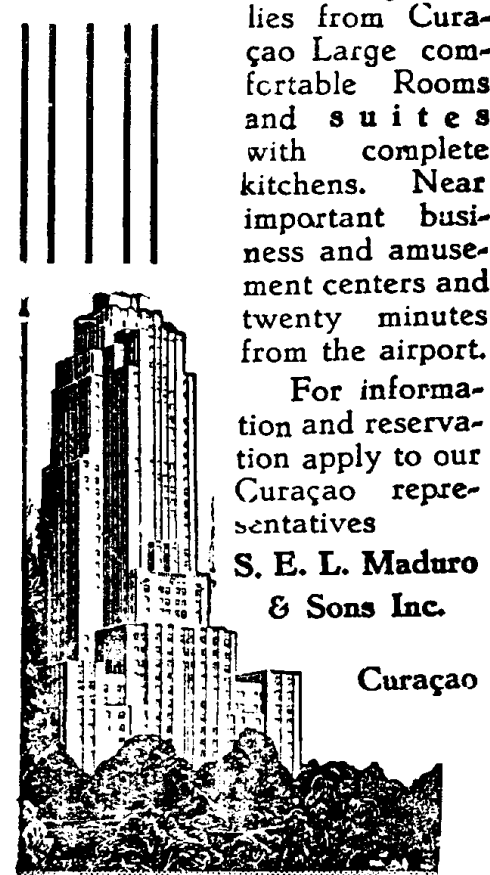 lies from Cura-
çao Large com-
fcrtable Rooms
and suites
with complete
kitchens. Near
important busi-
ness and amuse-
ment centers and
twenty minutes
from the airport.
For informa-
tion and reserva-
tion apply to our
Curaçao repre-
sentatives
S. E. L. Maduro
& Sons Inc.
Curaçao